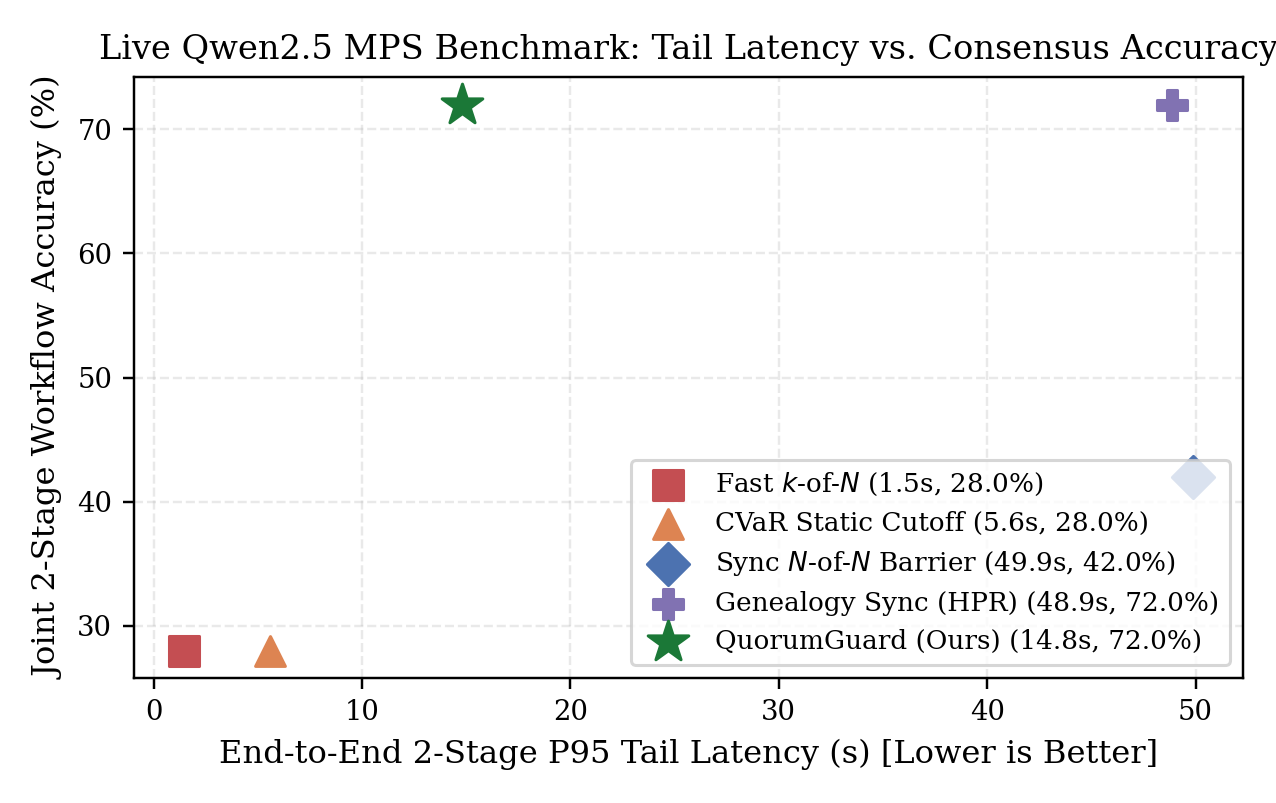 Live Qwen2.5 MPS Benchmark: Tail Latency vs. Consensus Accuracy
Joint 2-Stage Workflow Accuracy (%)
70
60
50
40
30
Fast k-of-N (1.5s, 28.0%)
CVaR Static Cutoff (5.6s, 28.0%)
Sync N-of-N Barrier (49.9s, 42.0%)
Genealogy Sync (HPR) (48.9s, 72.0%)
QuorumGuard (Ours) (14.8s, 72.0%)
0 10 20 30 40 50
End-to-End 2-Stage P95 Tail Latency (s) [Lower is Better]